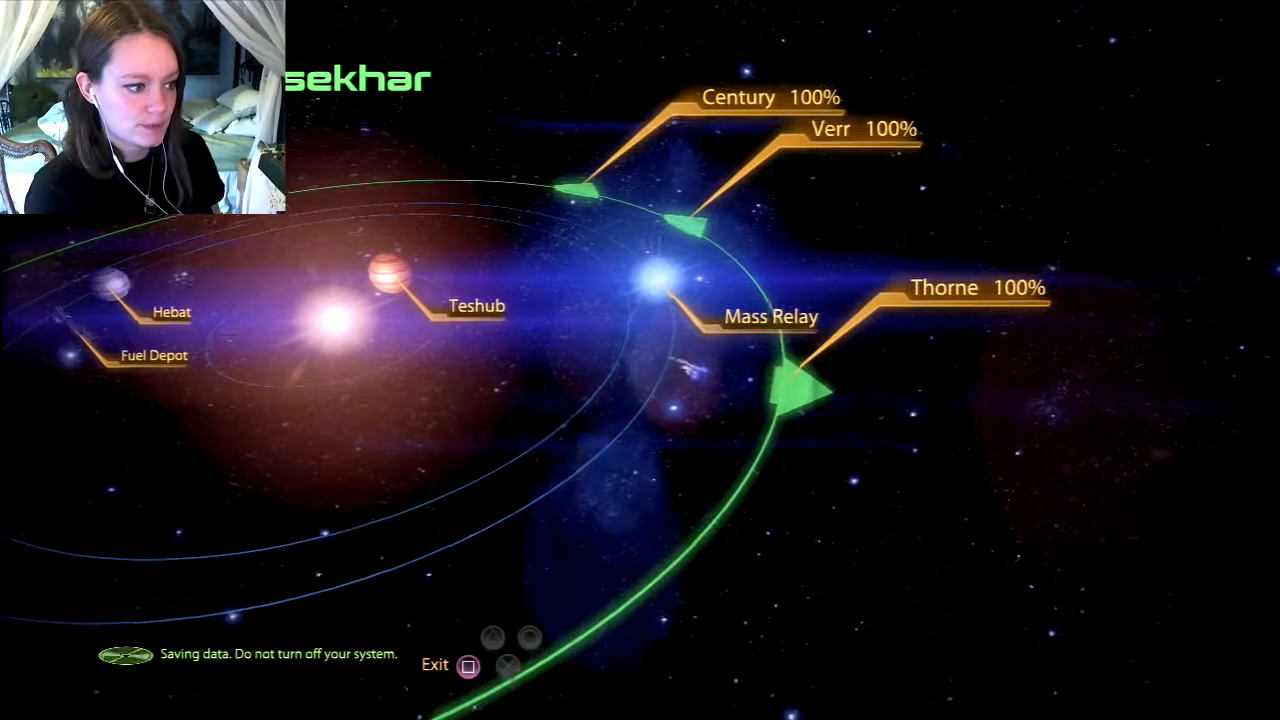 sekhar
Century 100%
Verr 100%
Thorne 100%
Hebat
Teshub
Mass Relay
Fuel Depot
Saving data. Do not turn off your system.
Exit